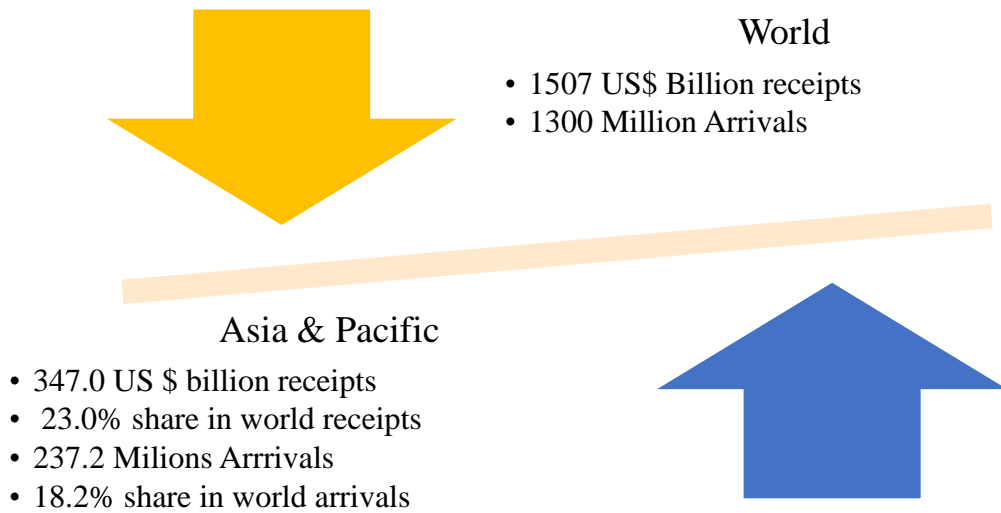 World
• 1507 US$ Billion receipts
• 1300 Million Arrivals
Asia & Pacific
• 347.0 US $ billion receipts
• 23.0% share in world receipts
• 237.2 Milions Arrrivals
• 18.2% share in world arrivals